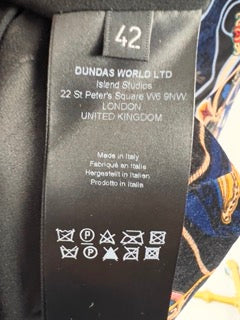 42
DUNDAS WORLD LTD
Island Studios
22 St Peter's Square W6 9NW
LONDON
UNITED KINGDOM
Made in Italy
Fabriqué en Italie
Hergestellt in Italien
Prodotto in Italia